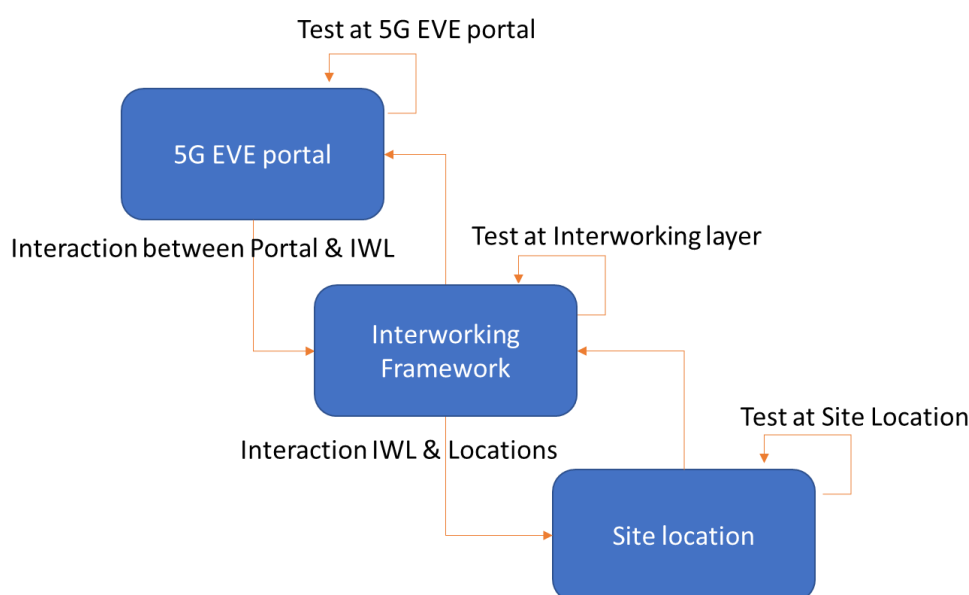 Test at 5G EVE portal
5G EVE portal
Interaction between Portal & IWL
Test at Interworking layer
Interworking
Framework
Test at Site Location
Interaction IWL & Locations
Site location